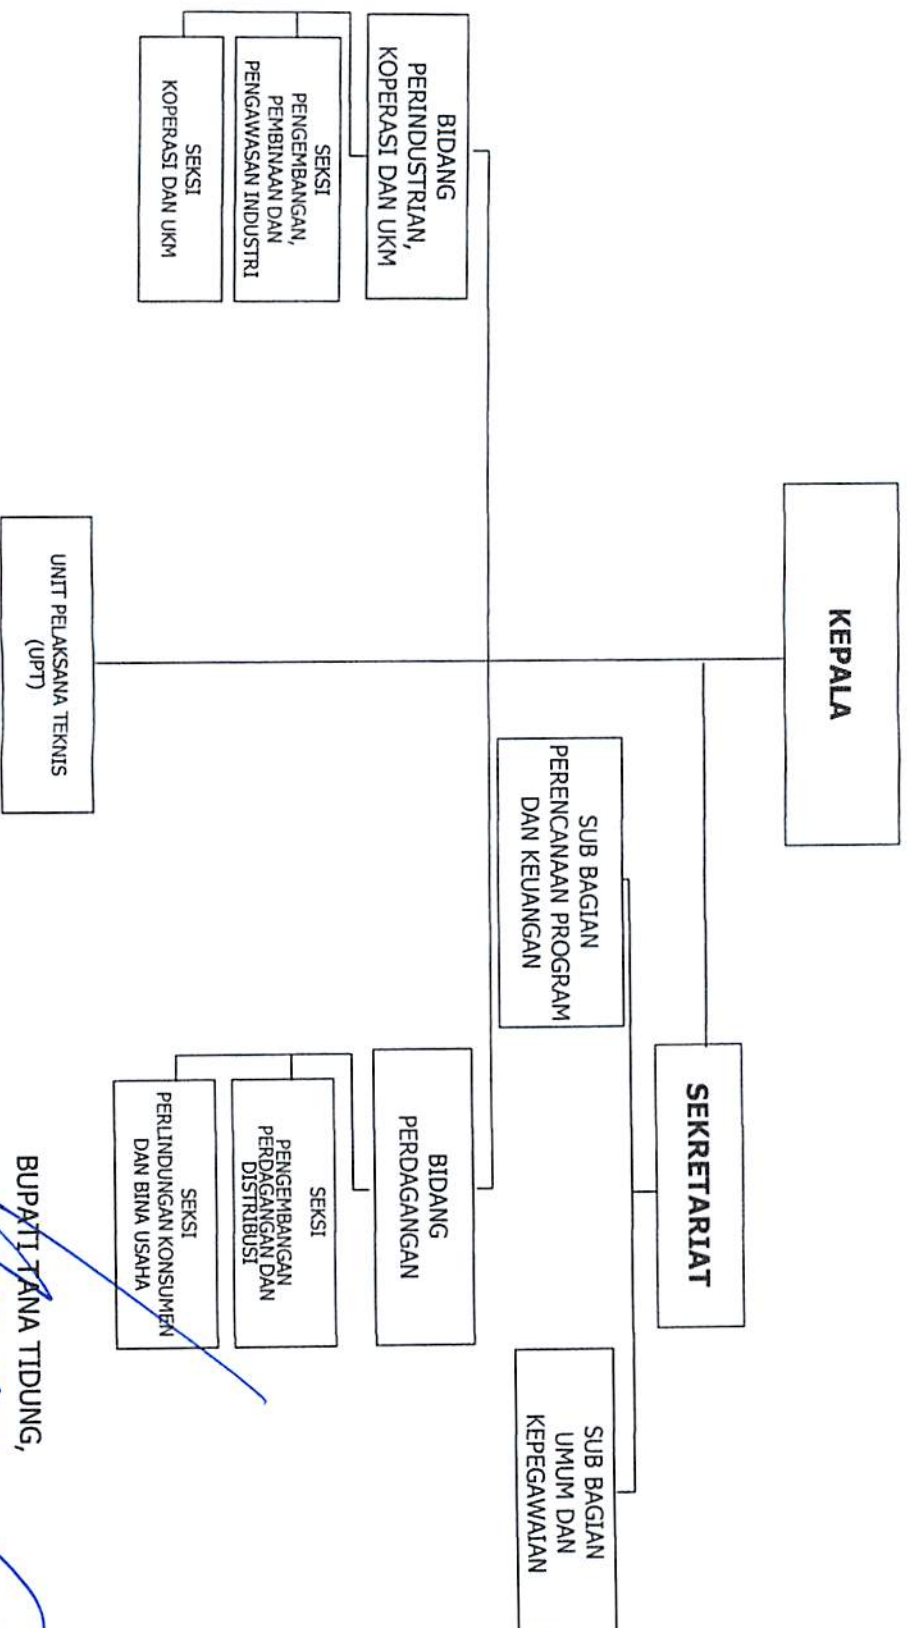 KEPALA
SEKRETARIAT
SUB BAGIAN
PERENCANAAN PROGRAM
DAN KEUANGAN
SUB BAGIAN
UMUM DAN
KEPEGAWAIAN
BIDANG
PERINDUSTRIAN,
KOPERASI DAN UKM
SEKSI
PENGEMBANGAN,
PEMBINAAN DAN
PENGAWASAN INDUSTRI
SEKSI
KOPERASI DAN UKM
BIDANG
PERDAGANGAN
SEKSI
PENGEMBANGAN
PERDAGANGAN DAN
DISTRIBUSI
SEKSI
PERLINDUNGAN KONSUMEN
DAN BINA USAHA
UNIT PELAKSANA TEKNIS
(UPT)
BUPATI TANA TIDUNG,